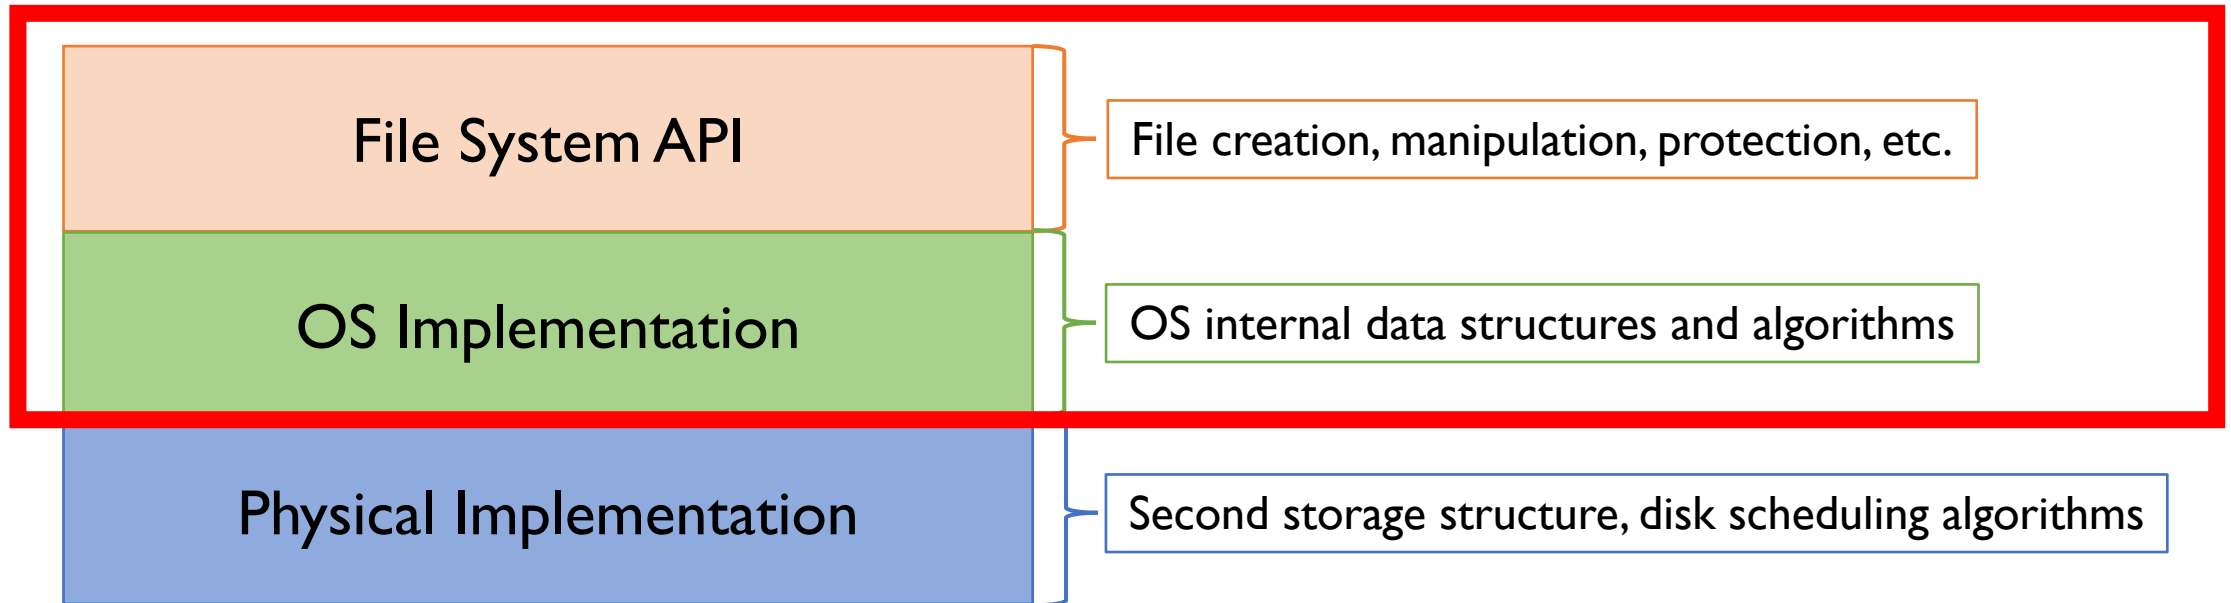 File System API
File creation, manipulation, protection, etc.
OS Implementation
OS internal data structures and algorithms
Physical Implementation
Second storage structure, disk scheduling algorithms